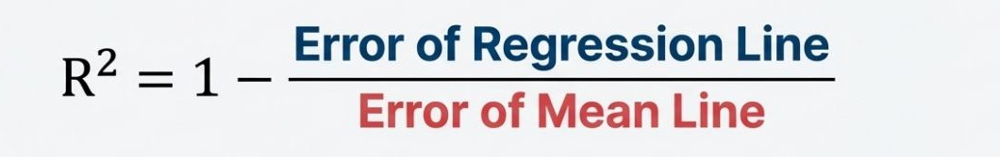 R² = 1 − Error of Regression Line
Error of Mean Line